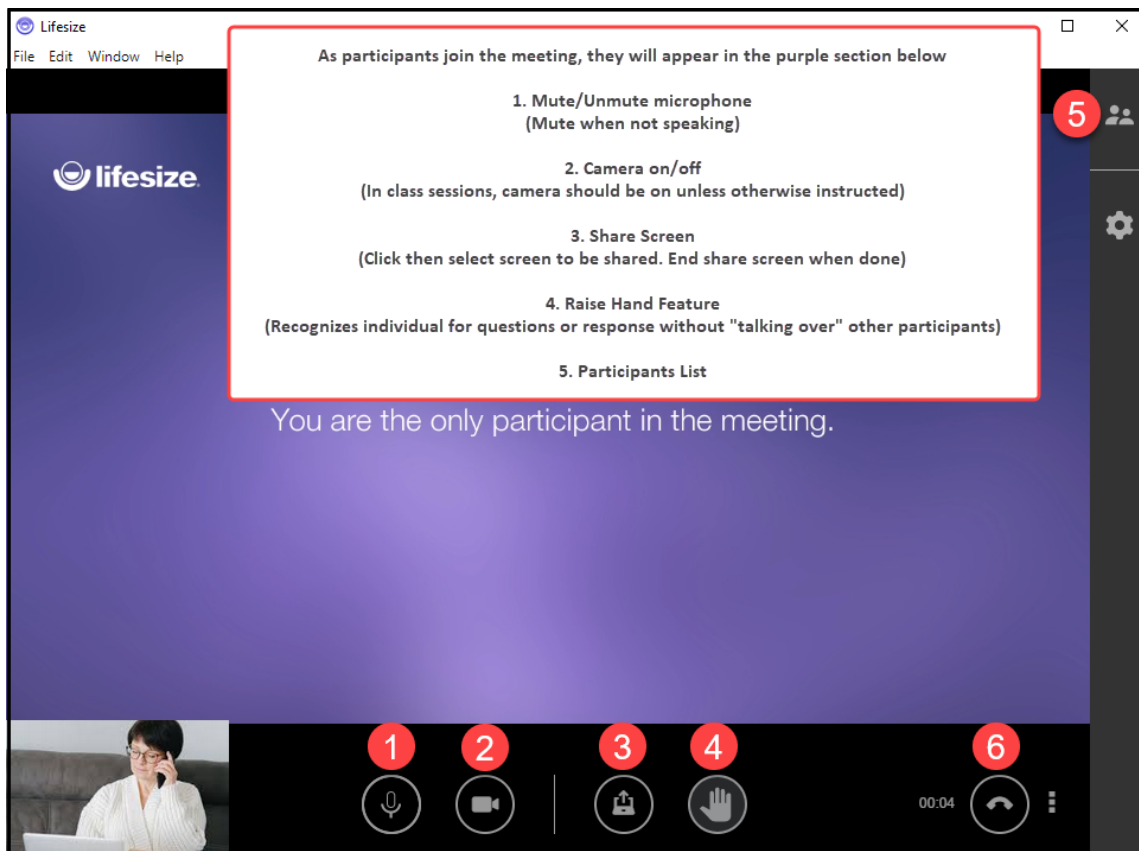 Lifesize
File Edit Window Help
As participants join the meeting, they will appear in the purple section below
1. Mute/Unmute microphone
(Mute when not speaking)
2. Camera on/off
(In class sessions, camera should be on unless otherwise instructed)
3. Share Screen
(Click then select screen to be shared. End share screen when done)
4. Raise Hand Feature
(Recognizes individual for questions or response without "talking over" other participants)
5. Participants List
5
lifesize.
You are the only participant in the meeting.
1 2 3 4 6
00:04